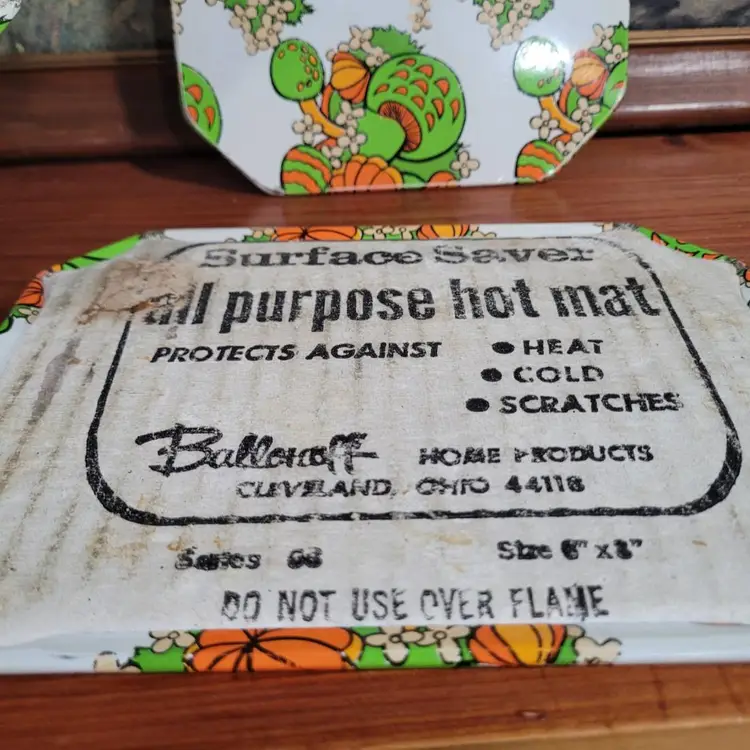 Surface Saver
all purpose hot mat
PROTECTS AGAINST
● HEAT
● COLD
● SCRATCHES
Ballonoff HOME PRODUCTS
CLEVELAND, OHIO 44118
Series
Size 6" x 8"
DO NOT USE OVER FLAME